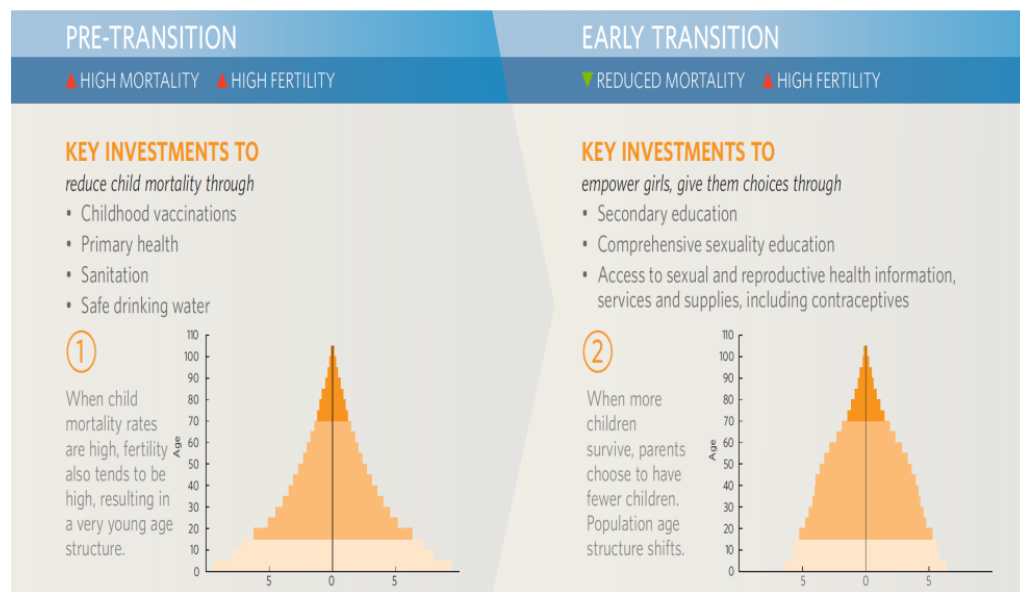 PRE-TRANSITION
HIGH MORTALITY HIGH FERTILITY
KEY INVESTMENTS TO
reduce child mortality through
• Childhood vaccinations
• Primary health
• Sanitation
• Safe drinking water
1
When child
mortality rates
are high, fertility
also tends to be
high, resulting in
a very young age
structure.
110
100
90
80
70
60
50
40
30
20
10
0
Age
5 0 5
EARLY TRANSITION
REDUCED MORTALITY HIGH FERTILITY
KEY INVESTMENTS TO
empower girls, give them choices through
• Secondary education
• Comprehensive sexuality education
• Access to sexual and reproductive health information,
services and supplies, including contraceptives
2
When more
children
survive, parents
choose to have
fewer children.
Population age
structure shifts.
110
100
90
80
70
60
50
40
30
20
10
0
Age
5 0 5